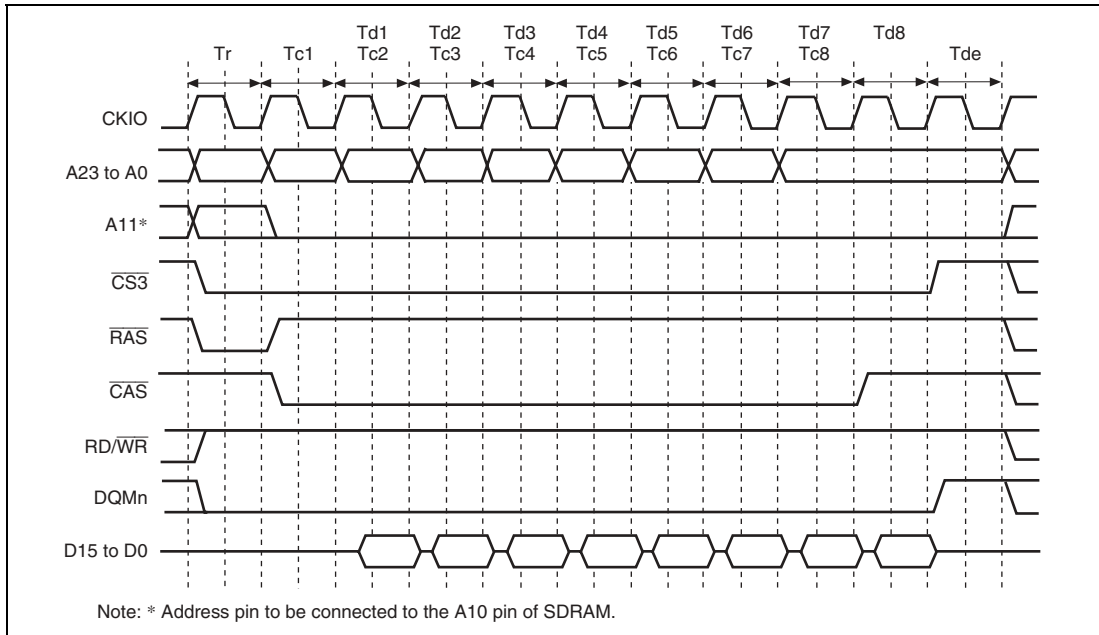 Td1 Td2 Td3 Td4 Td5 Td6 Td7 Td8
Tr Tc1 Tc2 Tc3 Tc4 Tc5 Tc6 Tc7 Tc8 Tde
CKIO
A23 to A0
A11*
CS3
RAS
CAS
RD/WR
DQMn
D15 to D0
Note: * Address pin to be connected to the A10 pin of SDRAM.